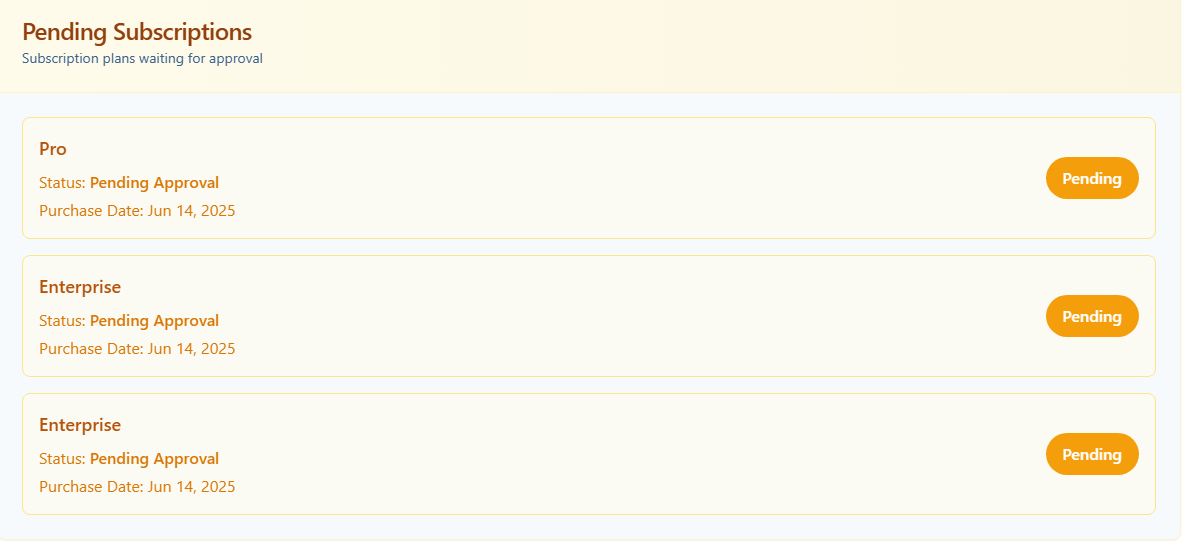 Pending Subscriptions
Subscription plans waiting for approval
Pro
Status: Pending Approval
Purchase Date: Jun 14, 2025
Pending
Enterprise
Status: Pending Approval
Purchase Date: Jun 14, 2025
Pending
Enterprise
Status: Pending Approval
Purchase Date: Jun 14, 2025
Pending